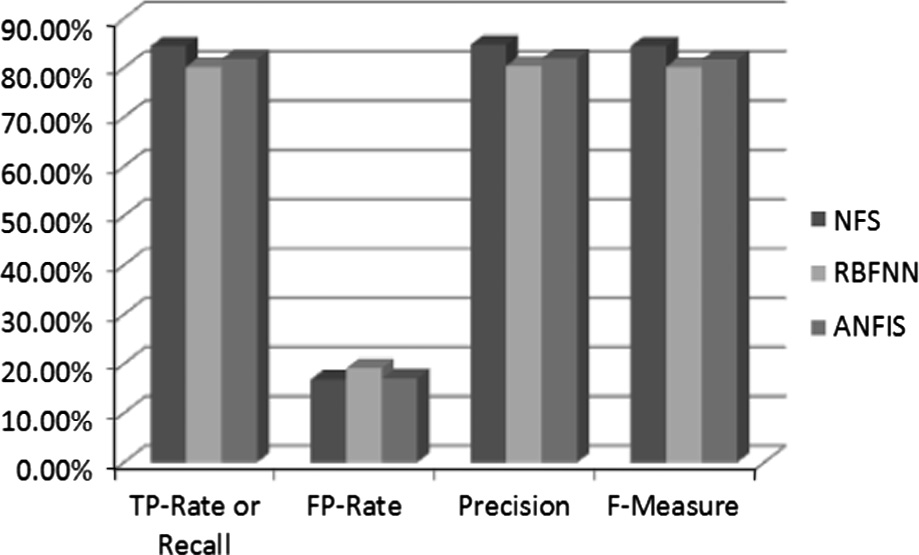 90.00%
80.00%
70.00%
60.00%
50.00%
40.00%
30.00%
20.00%
10.00%
0.00%
TP-Rate or
Recall
FP-Rate
Precision
F-Measure
NFS
RBFNN
ANFIS